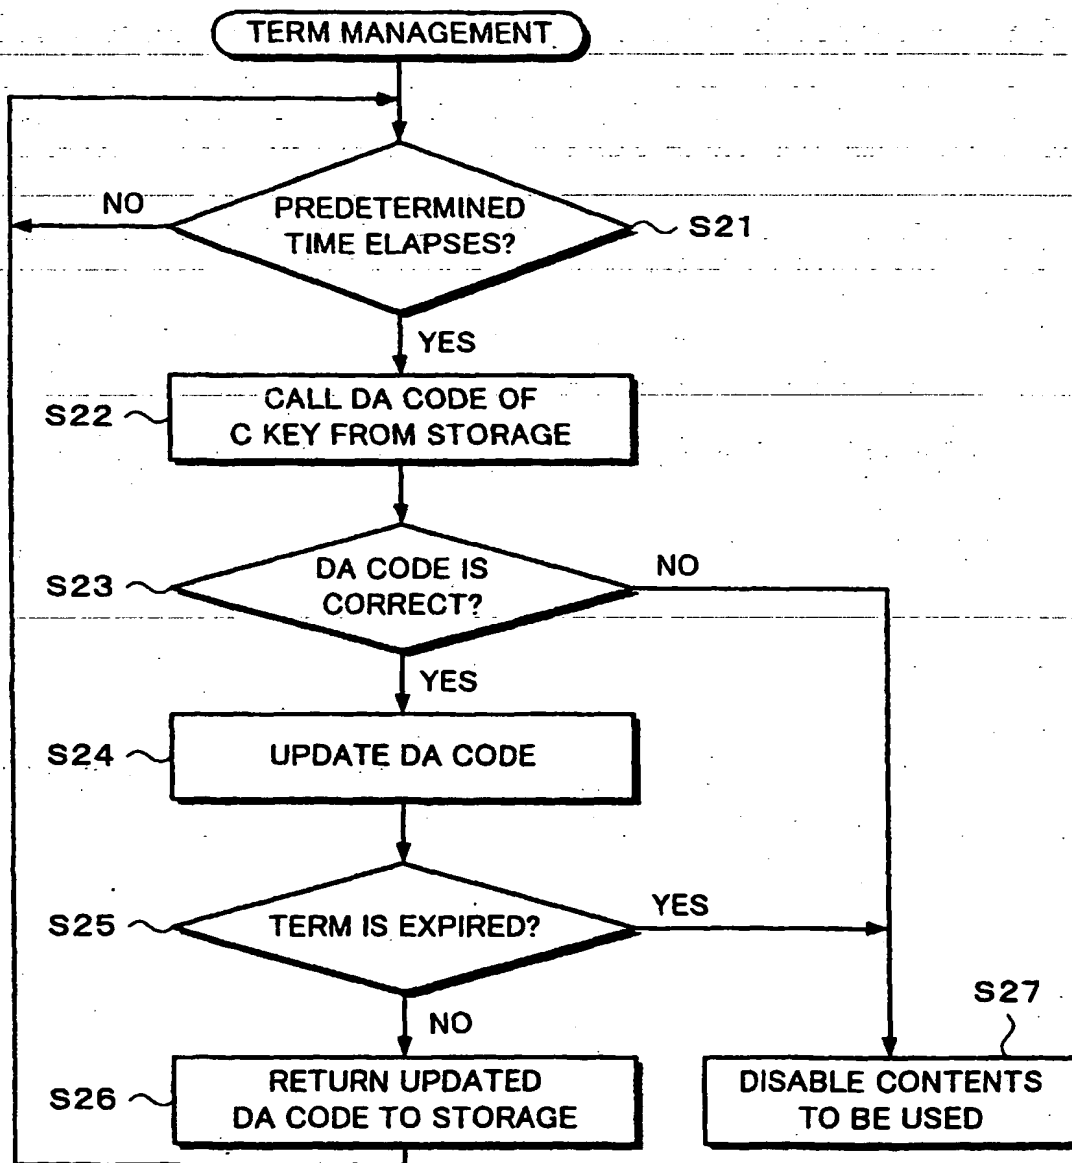 TERM MANAGEMENT
NO
PREDETERMINED
TIME ELAPSES?
S21
YES
S22
CALL DA CODE OF
C KEY FROM STORAGE
S23
DA CODE IS
CORRECT?
NO
YES
S24
UPDATE DA CODE
S25
TERM IS EXPIRED?
YES
NO
S27
S26
RETURN UPDATED
DA CODE TO STORAGE
DISABLE CONTENTS
TO BE USED